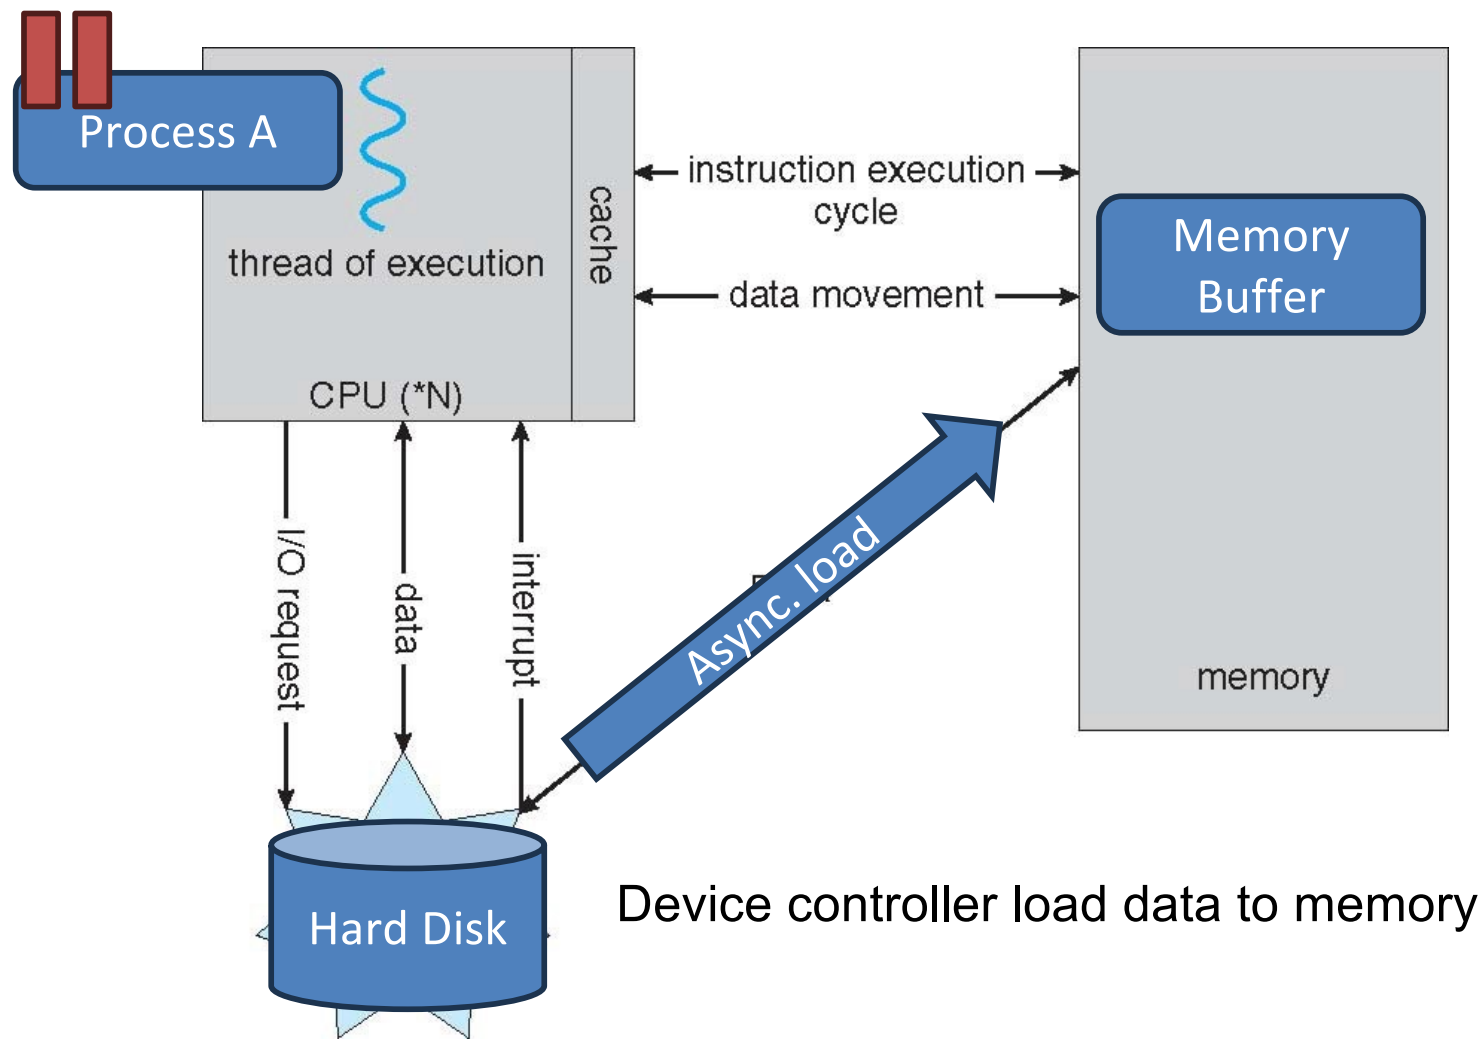 Process A
thread of execution
CPU (*N)
cache
instruction execution
cycle
data movement
Memory
Buffer
memory
I/O request
data
interrupt
Async. load
Hard Disk
Device controller load data to memory